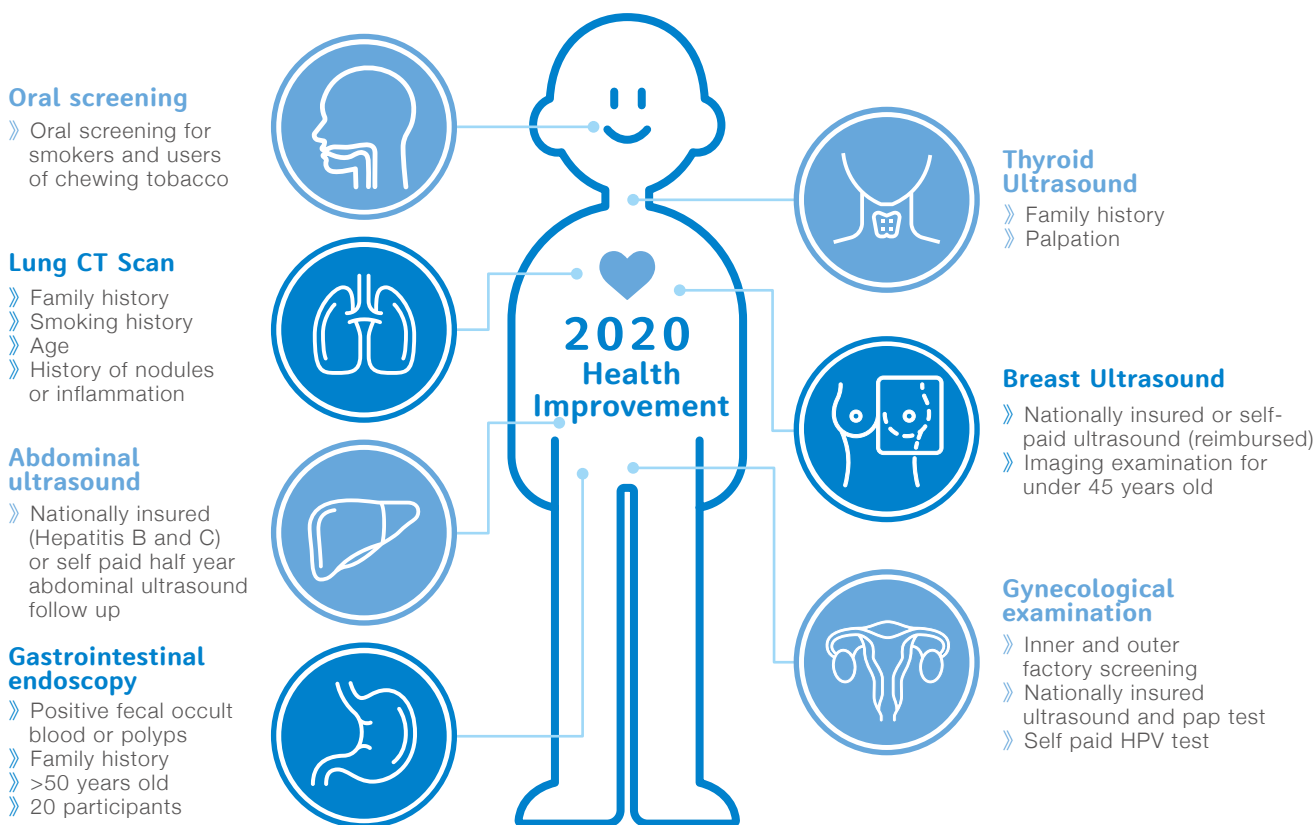 Oral screening
》 Oral screening for
smokers and users
of chewing tobacco
Lung CT Scan
》 Family history
》 Smoking history
》 Age
》 History of nodules
or inflammation
Abdominal
ultrasound
》 Nationally insured
(Hepatitis B and C)
or self paid half year
abdominal ultrasound
follow up
Gastrointestinal
endoscopy
》 Positive fecal occult
blood or polyps
》 Family history
》 >50 years old
》 20 participants
2020
Health
Improvement
Thyroid
Ultrasound
》 Family history
》 Palpation
Breast Ultrasound
》 Nationally insured or self-
paid ultrasound (reimbursed)
》 Imaging examination for
under 45 years old
Gynecological
examination
》 Inner and outer
factory screening
》 Nationally insured
ultrasound and pap test
》 Self paid HPV test